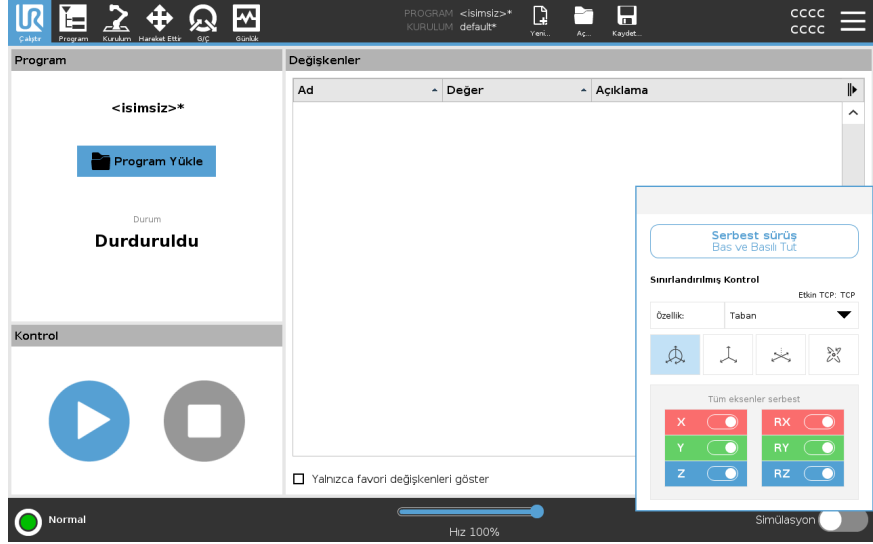 UR
Çalıştır
Program
Kurulum
Hareket Ettir
G/Ç
Günlük
PROGRAM <isimsiz>*
KURULUM default*
Yeni...
Aç...
Kaydet...
CCCC
CCCC
Program
<isimsiz>*
Program Yükle
Durum
Durduruldu
Kontrol
Değişkenler
Ad
Değer
Açıklama
Yalnızca favori değişkenleri göster
Serbest sürüş
Bas ve Basılı Tut
Sınırlandırılmış Kontrol
Etkin TCP: TCP
Özellik:
Taban
Tüm eksenler serbest
X RX
Y RY
Z RZ
Normal
Hız 100%
Simülasyon